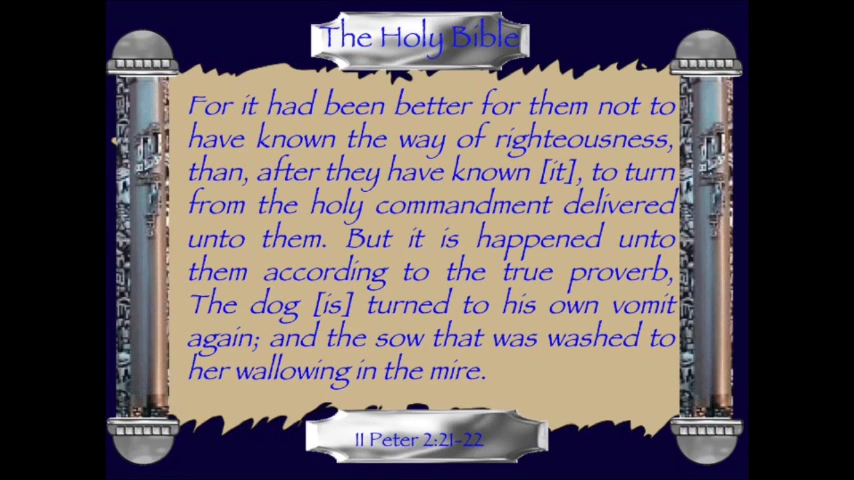 The Holy Bible
For it had been better for them not to
have known the way of righteousness,
than, after they have known [it], to turn
from the holy commandment delivered
unto them. But it is happened unto
them according to the true proverb,
The dog [is] turned to his own vomit
again; and the sow that was washed to
her wallowing in the mire.
II Peter 2:21-22